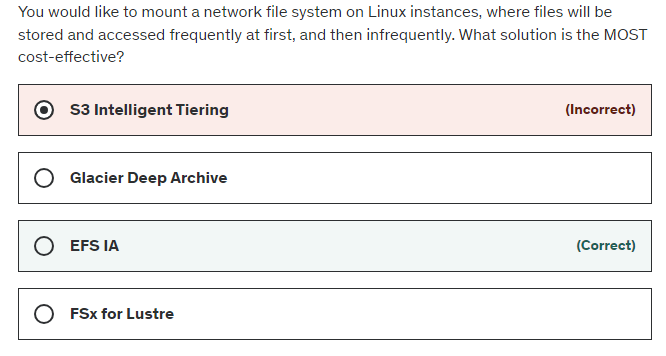 You would like to mount a network file system on Linux instances, where files will be
stored and accessed frequently at first, and then infrequently. What solution is the MOST
cost-effective?
S3 Intelligent Tiering (Incorrect)
Glacier Deep Archive
EFS IA (Correct)
FSx for Lustre